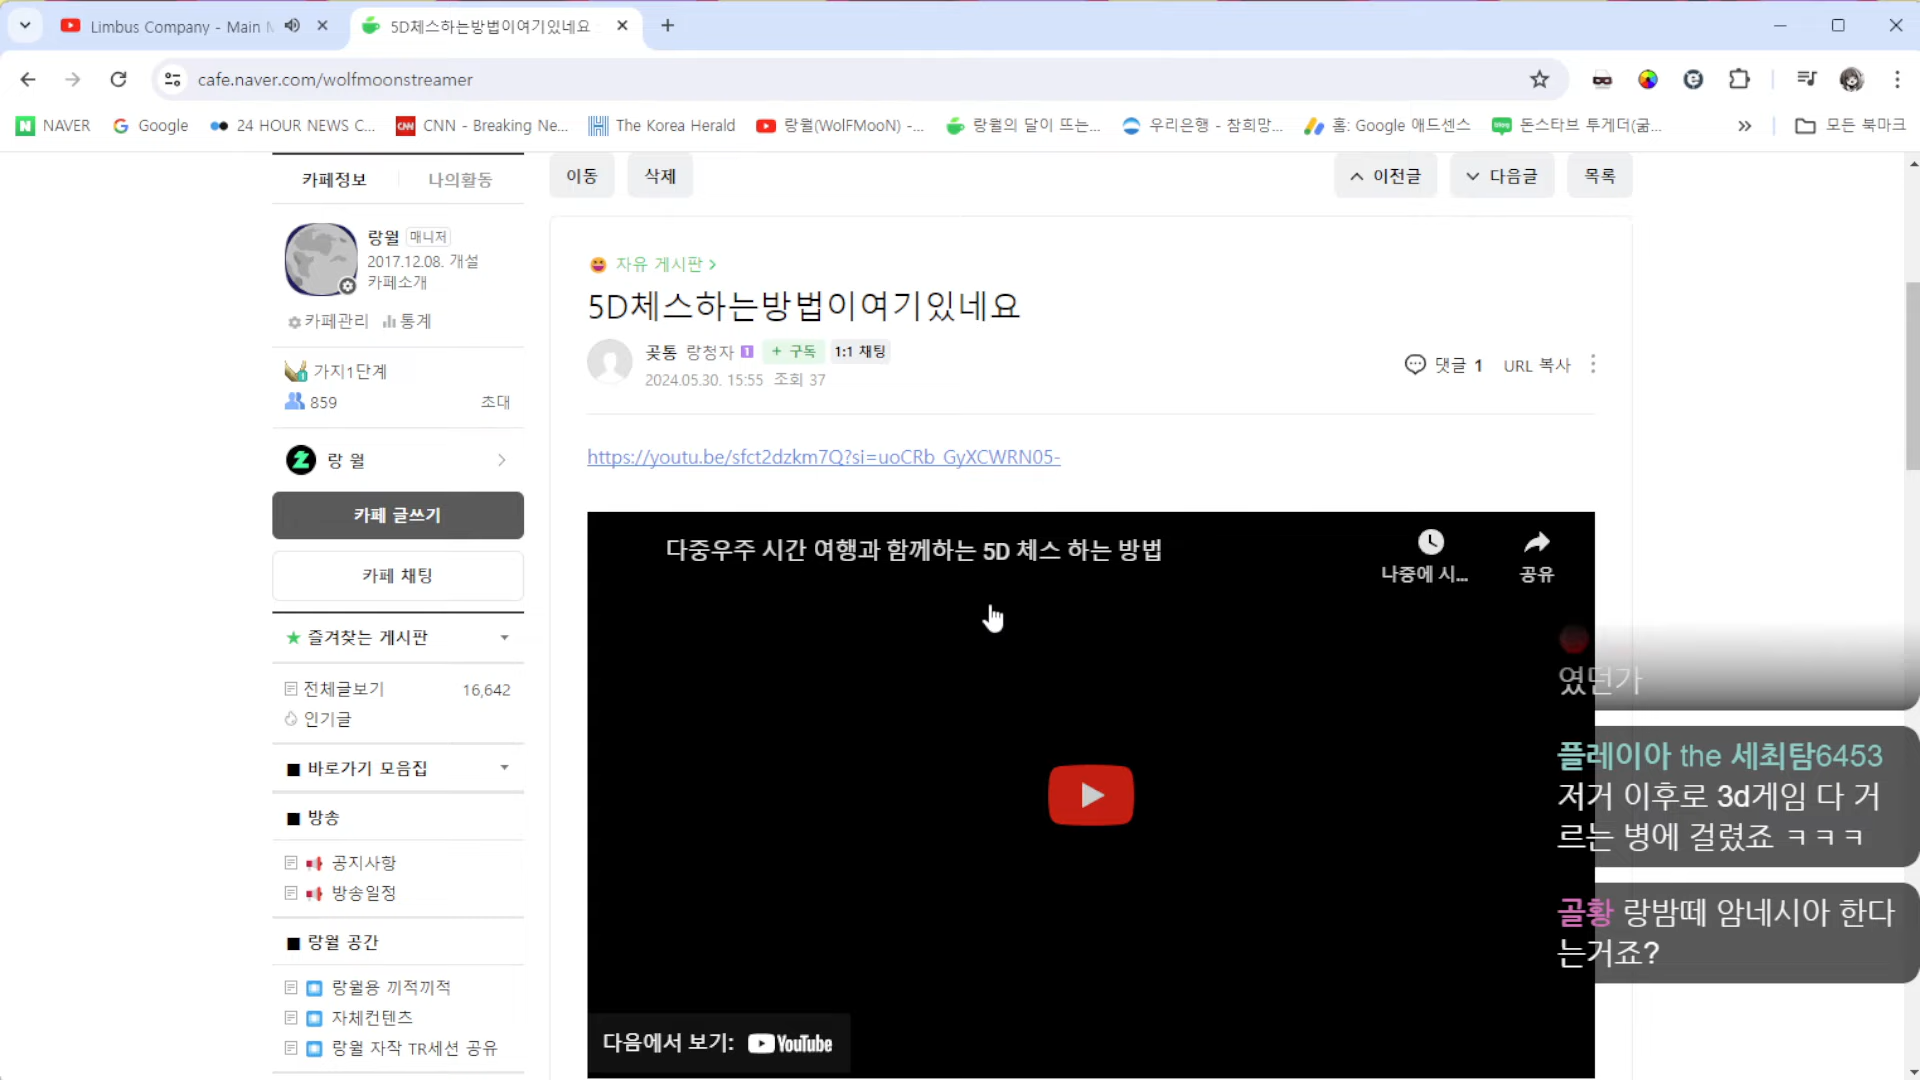 Limbus Company - Main M
5D체스하는방법이여기있네요
cafe.naver.com/wolfmoonstreamer
NAVER
Google
24 HOUR NEWS C...
CNN - Breaking Ne...
The Korea Herald
랑월(WolFMooN) -...
랑월의 달이 뜨는...
우리은행 - 참희망...
홈: Google 애드센스
돈스타브 투게더(굶...
모든 북마크
카페정보
나의활동
이동
삭제
이전글
다음글
목록
랑월 매니저
2017.12.08. 개설
카페소개
카페관리
통계
가지1단계
859
초대
랑 월
카페 글쓰기
카페 채팅
즐겨찾는 게시판
전체글보기
16,642
인기글
바로가기 모음집
방송
공지사항
방송일정
랑월 공간
랑월용 끼적끼적
자체컨텐츠
랑월 자작 TR세션 공유
자유 게시판
5D체스하는방법이여기있네요
곶통 랑청자 1 + 구독 1:1 채팅
2024.05.30. 15:55 조회 37
댓글 1 URL 복사
https://youtu.be/sfct2dzkm7Q?si=uoCRb_GyXCWRN05-
다중우주 시간 여행과 함께하는 5D 체스 하는 방법
나중에 시...
공유
다음에서 보기: YouTube
였던가
플레이아 the 세최탐6453
저거 이후로 3d게임 다 거
르는 병에 걸렸죠 ㅋㅋㅋ
골황 랑밤떼 암네시아 한다
는거죠?